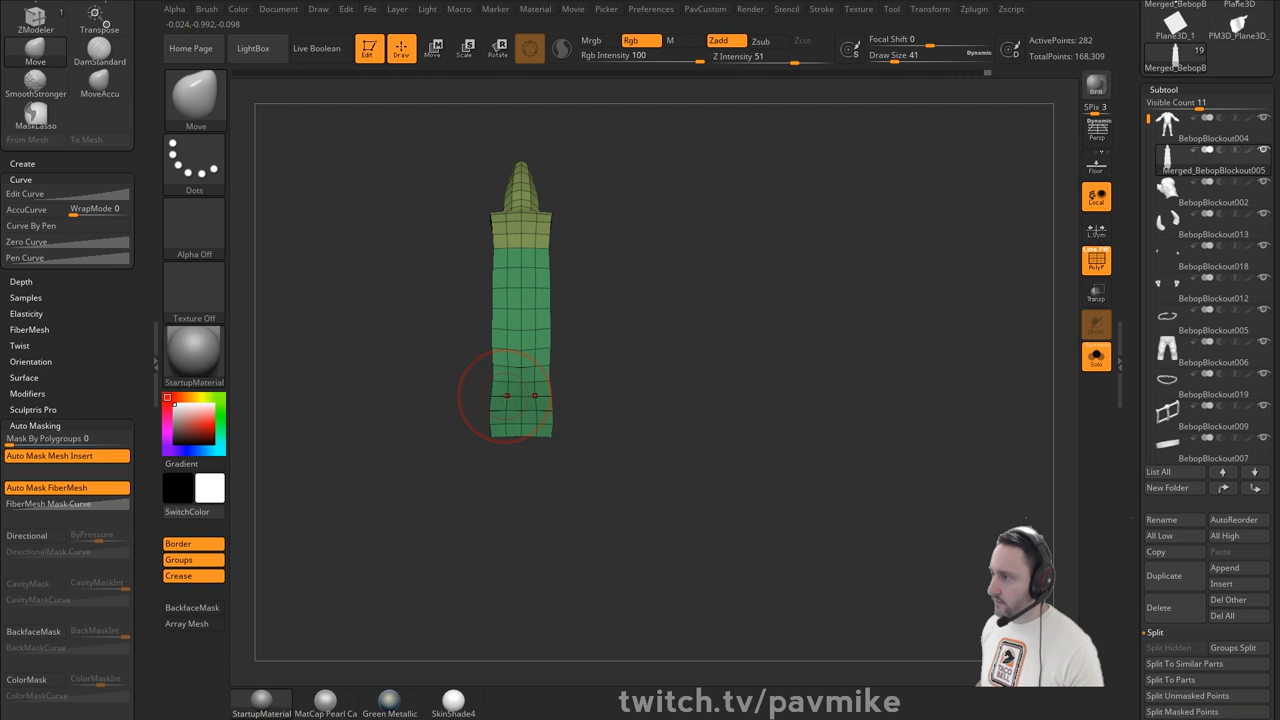 Alpha Brush Color Document Draw Edit File Layer Light Macro Marker Material Movie Picker Preferences PavCustom Render Stencil Stroke Texture Tool Transform Zplugin Zscript
-0.024,-0.992,-0.098
ZModeler
Transpose
Move 1
DamStandard
SmoothStronger
MoveAccu
MaskLasso
From Mesh To Mesh
Home Page
LightBox
Live Boolean
Edit
Draw
Move
Scale
Rotate
Mrgb Rgb M
Rgb Intensity 100
Zadd Zsub Zcut
Z Intensity 51
S
Focal Shift 0
Draw Size 41 Dynamic
D
ActivePoints: 282
TotalPoints: 168,309
Create
Curve
Edit Curve
AccuCurve WrapMode 0
Curve By Pen
Zero Curve
Pen Curve
Depth
Samples
Elasticity
FiberMesh
Twist
Orientation
Surface
Modifiers
Sculptris Pro
Auto Masking
Mask By Polygroups 0
Auto Mask Mesh Insert
Auto Mask FiberMesh
FiberMesh Mask Curve
Directional ByPressure
DirectionalMask Curve
CavityMask CavityMaskInt
CavityMaskCurve
BackfaceMask BackMaskInt
BackMaskCurve
ColorMask ColorMaskInt
ColorMaskCurve
Move
Dots
Alpha Off
Texture Off
StartupMaterial
Gradient
SwitchColor
Border
Groups
Crease
BackfaceMask
Array Mesh
BPR
SPix 3
Dynamic
Persp
Floor
Local
L.Sym
Line Fill
PolyF
Transp
Ghost
Dynamic
Solo
Merged_BebopB Plane3D
Plane3D_1 PM3D_Plane3D_
19
Merged_BebopB
Subtool
Visible Count 11
BebopBlockout004
Merged_BebopBlockout005
BebopBlockout002
BebopBlockout013
BebopBlockout018
BebopBlockout012
BebopBlockout005
BebopBlockout006
BebopBlockout019
BebopBlockout009
BebopBlockout007
List All
New Folder
Rename AutoReorder
All Low All High
Copy Paste
Duplicate Append
Insert
Delete Del Other
Del All
Split
Split Hidden Groups Split
Split To Similar Parts
Split To Parts
Split Unmasked Points
Split Masked Points
StartupMaterial MatCap Pearl Ca Green Metallic SkinShade4
twitch.tv/pavmike
TACO
BELL